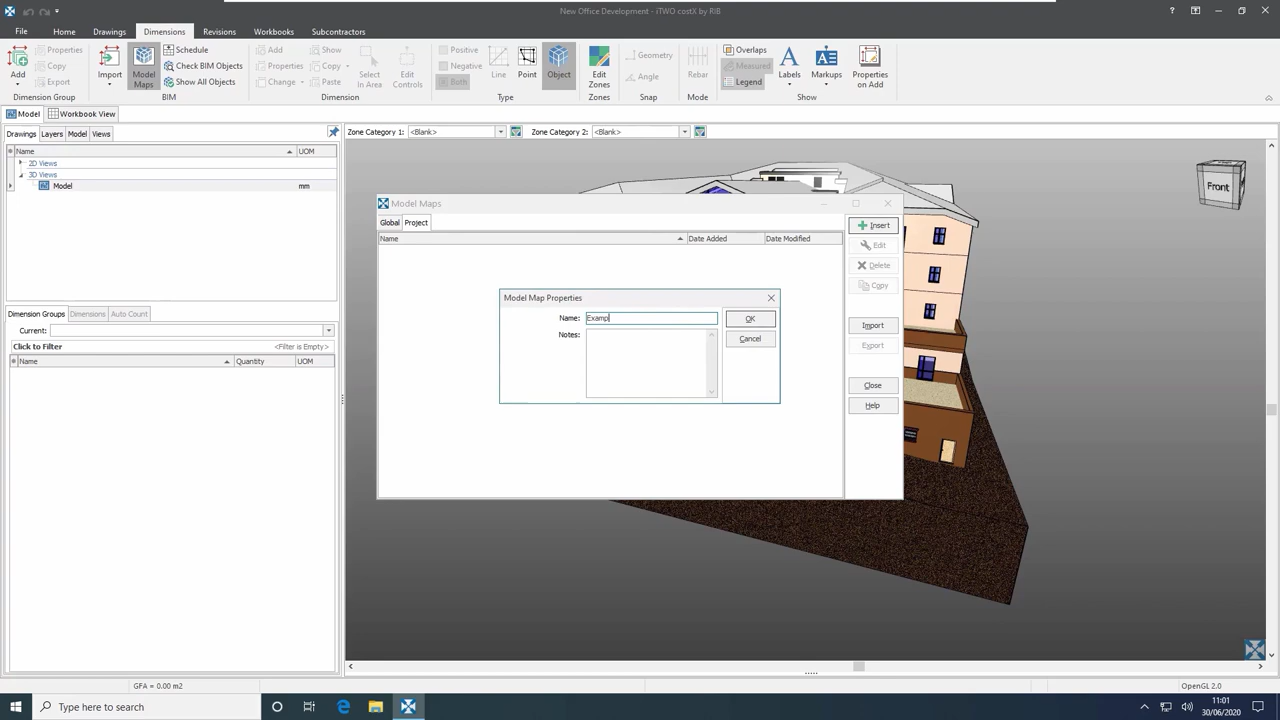 New Office Development - iTWO costX by RIB
File Home Drawings Dimensions Revisions Workbooks Subcontractors
Add
Properties
Copy
Export
Dimension Group
Import
Model Maps
Schedule
Check BIM Objects
Show All Objects
BIM
Add Show
Properties Copy
Change Paste
Select In Area
Edit Controls
Dimension
Positive
Negative
Both
Line
Point
Object
Type
Edit Zones
Zones
Geometry
Angle
Snap
Rebar
Mode
Overlaps
Measured
Legend
Labels
Markups
Properties on Add
Show
Model Workbook View
Drawings Layers Model Views
Name UOM
2D Views
3D Views
Model mm
Zone Category 1: <Blank> Zone Category 2: <Blank>
Front
Model Maps
Global Project
Name Date Added Date Modified
Insert
Edit
Delete
Copy
Import
Export
Close
Help
Model Map Properties
Name: Examp
Notes:
OK
Cancel
Dimension Groups Dimensions Auto Count
Current:
Click to Filter <Filter is Empty>
Name Quantity UOM
GFA = 0.00 m2
OpenGL 2.0
Type here to search
11:01
30/06/2020